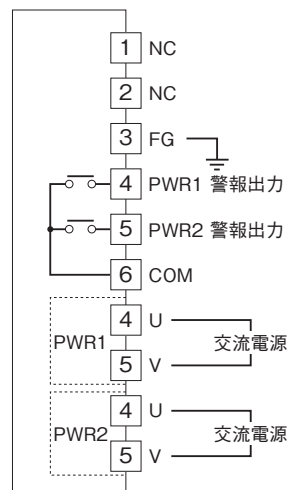 1 NC
2 NC
3 FG
4 PWR1 警報出力
5 PWR2 警報出力
6 COM
PWR1
4 U
5 V
交流電源
PWR2
4 U
5 V
交流電源